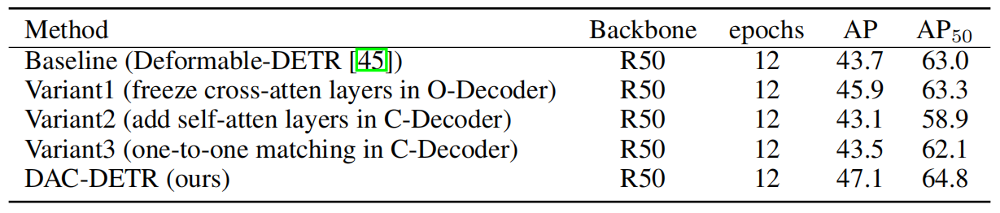 Method Backbone epochs AP AP50
Baseline (Deformable-DETR [45]) R50 12 43.7 63.0
Variant1 (freeze cross-atten layers in O-Decoder) R50 12 45.9 63.3
Variant2 (add self-atten layers in C-Decoder) R50 12 43.1 58.9
Variant3 (one-to-one matching in C-Decoder) R50 12 43.5 62.1
DAC-DETR (ours) R50 12 47.1 64.8